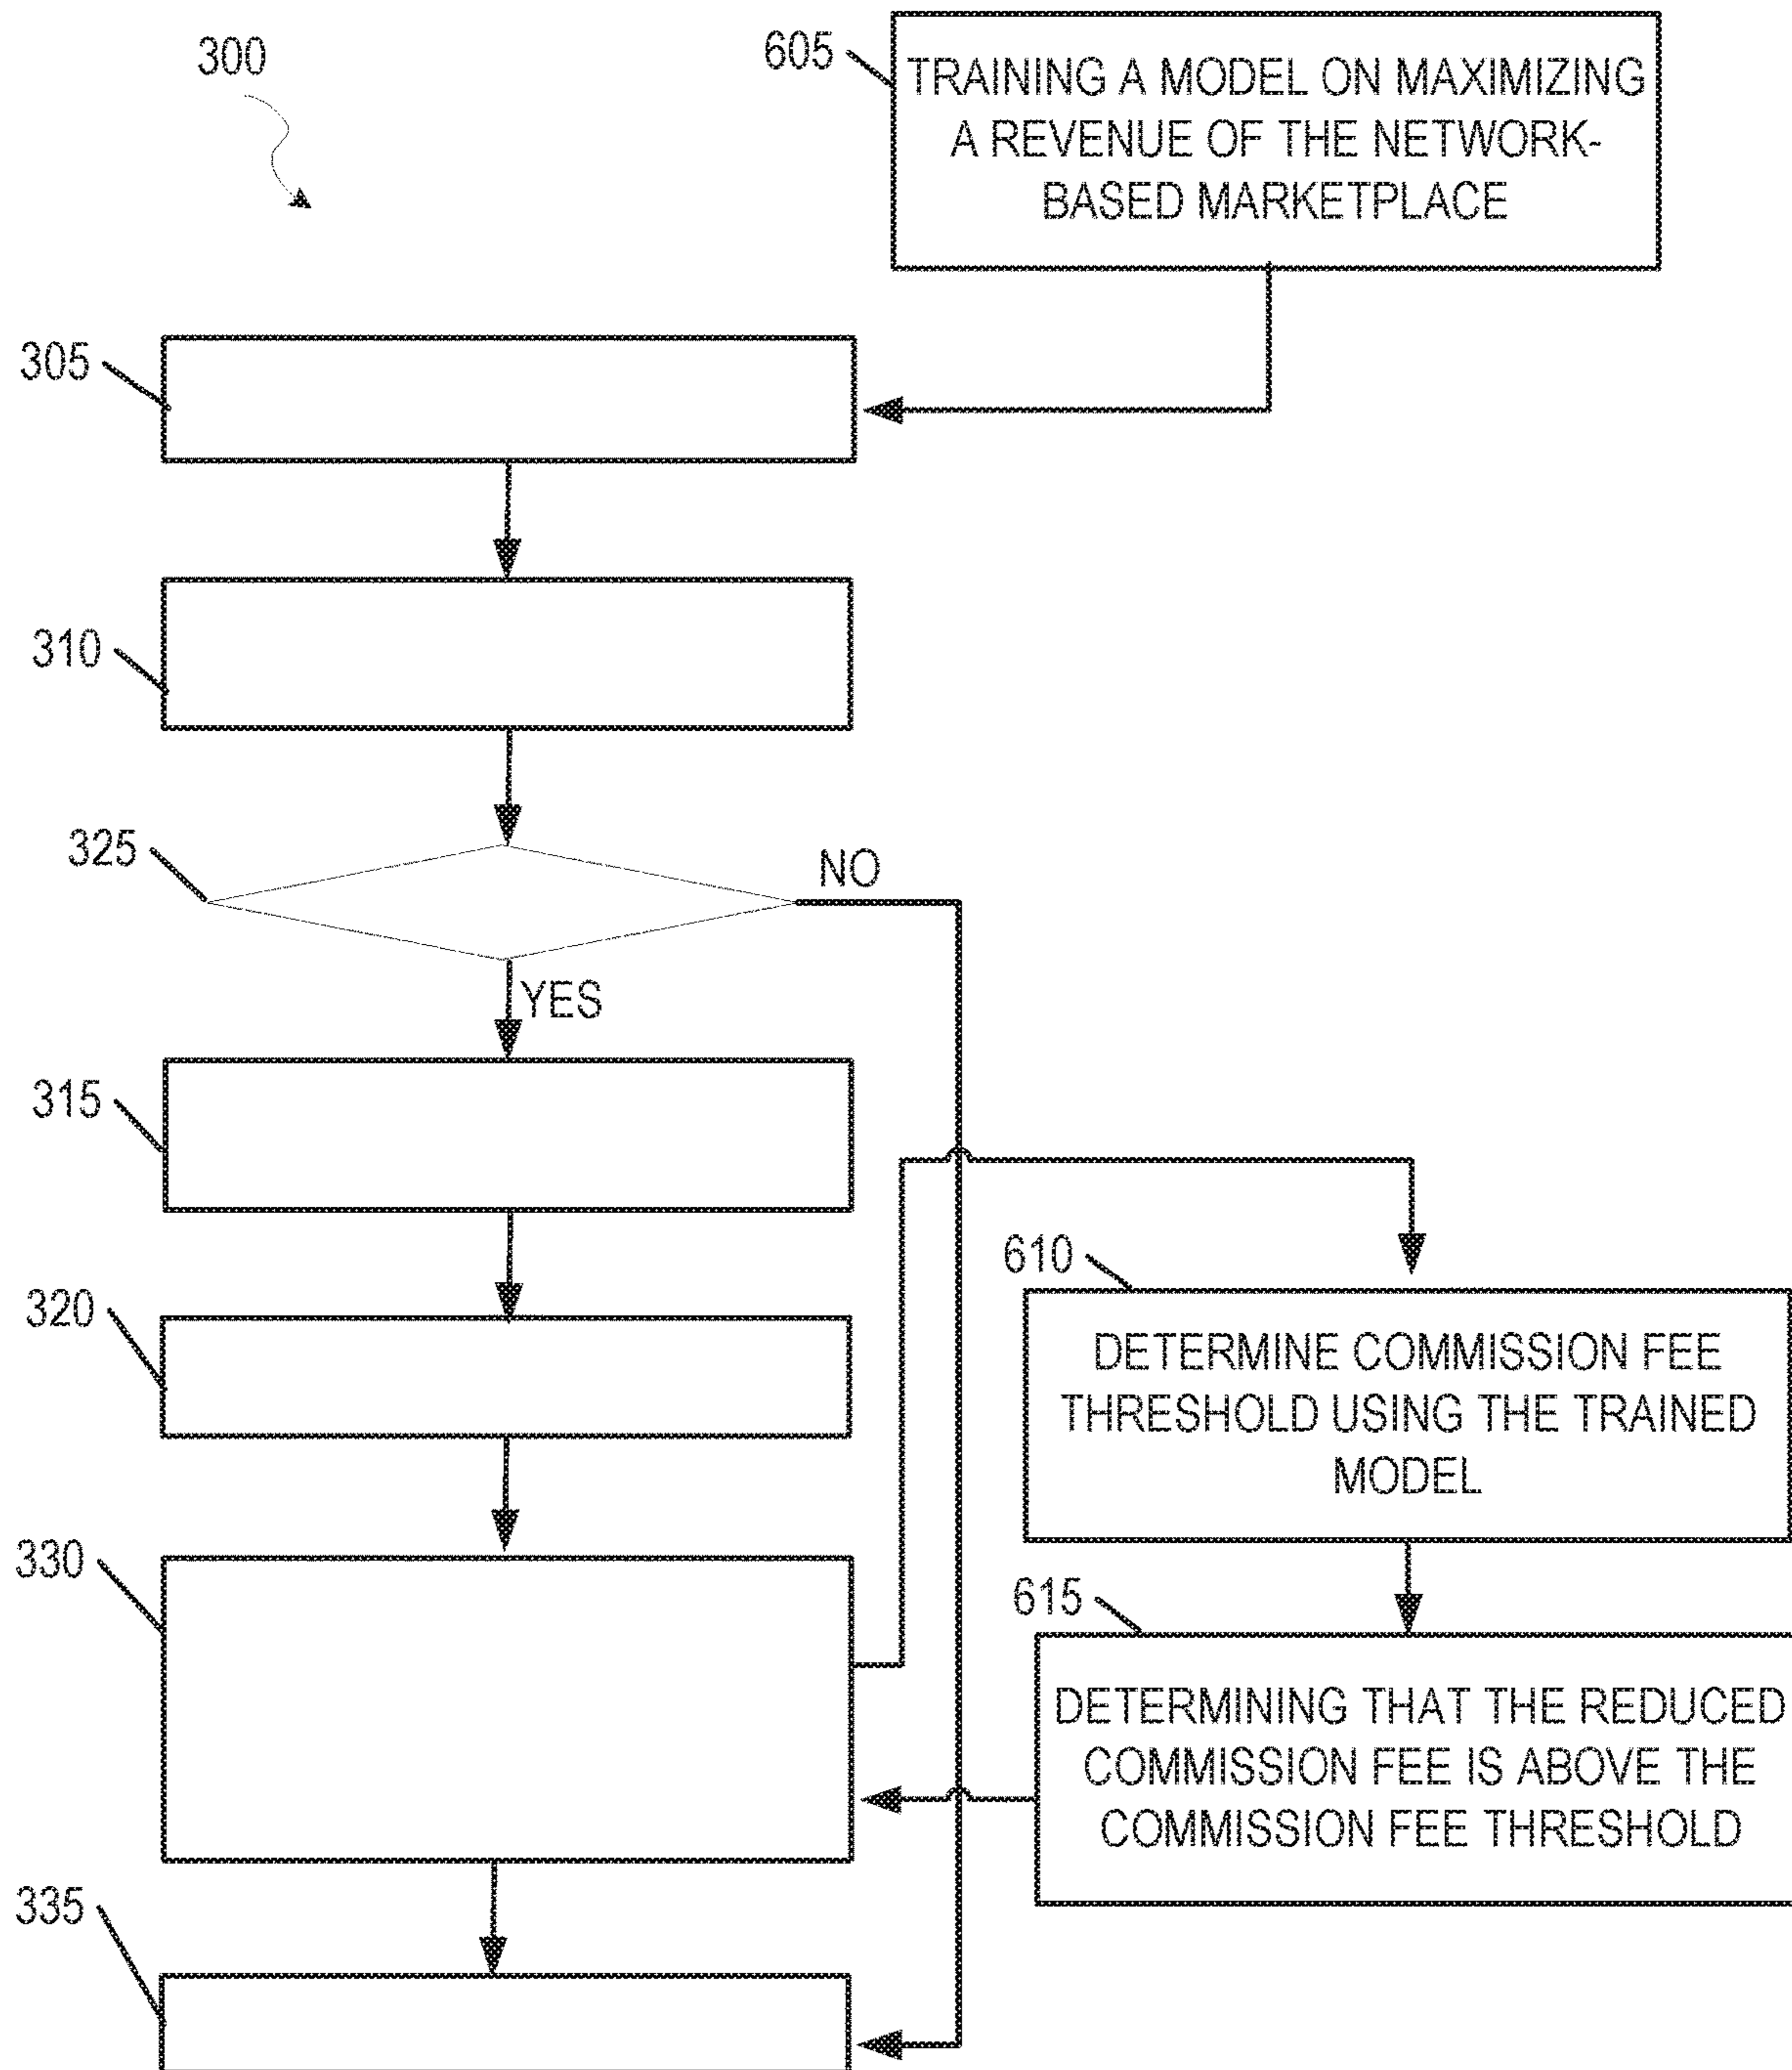 300
605
TRAINING A MODEL ON MAXIMIZING
A REVENUE OF THE NETWORK-
BASED MARKETPLACE
305
310
325
NO
YES
315
610
320
DETERMINE COMMISSION FEE
THRESHOLD USING THE TRAINED
MODEL
330
615
DETERMINING THAT THE REDUCED
COMMISSION FEE IS ABOVE THE
COMMISSION FEE THRESHOLD
335